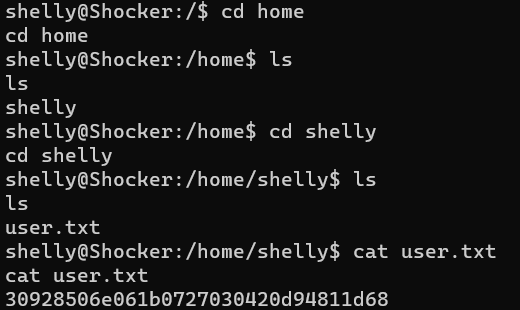 shelly@Shocker:/$ cd home
cd home
shelly@Shocker:/home$ ls
ls
shelly
shelly@Shocker:/home$ cd shelly
cd shelly
shelly@Shocker:/home/shelly$ ls
ls
user.txt
shelly@Shocker:/home/shelly$ cat user.txt
cat user.txt
30928506e061b0727030420d94811d68